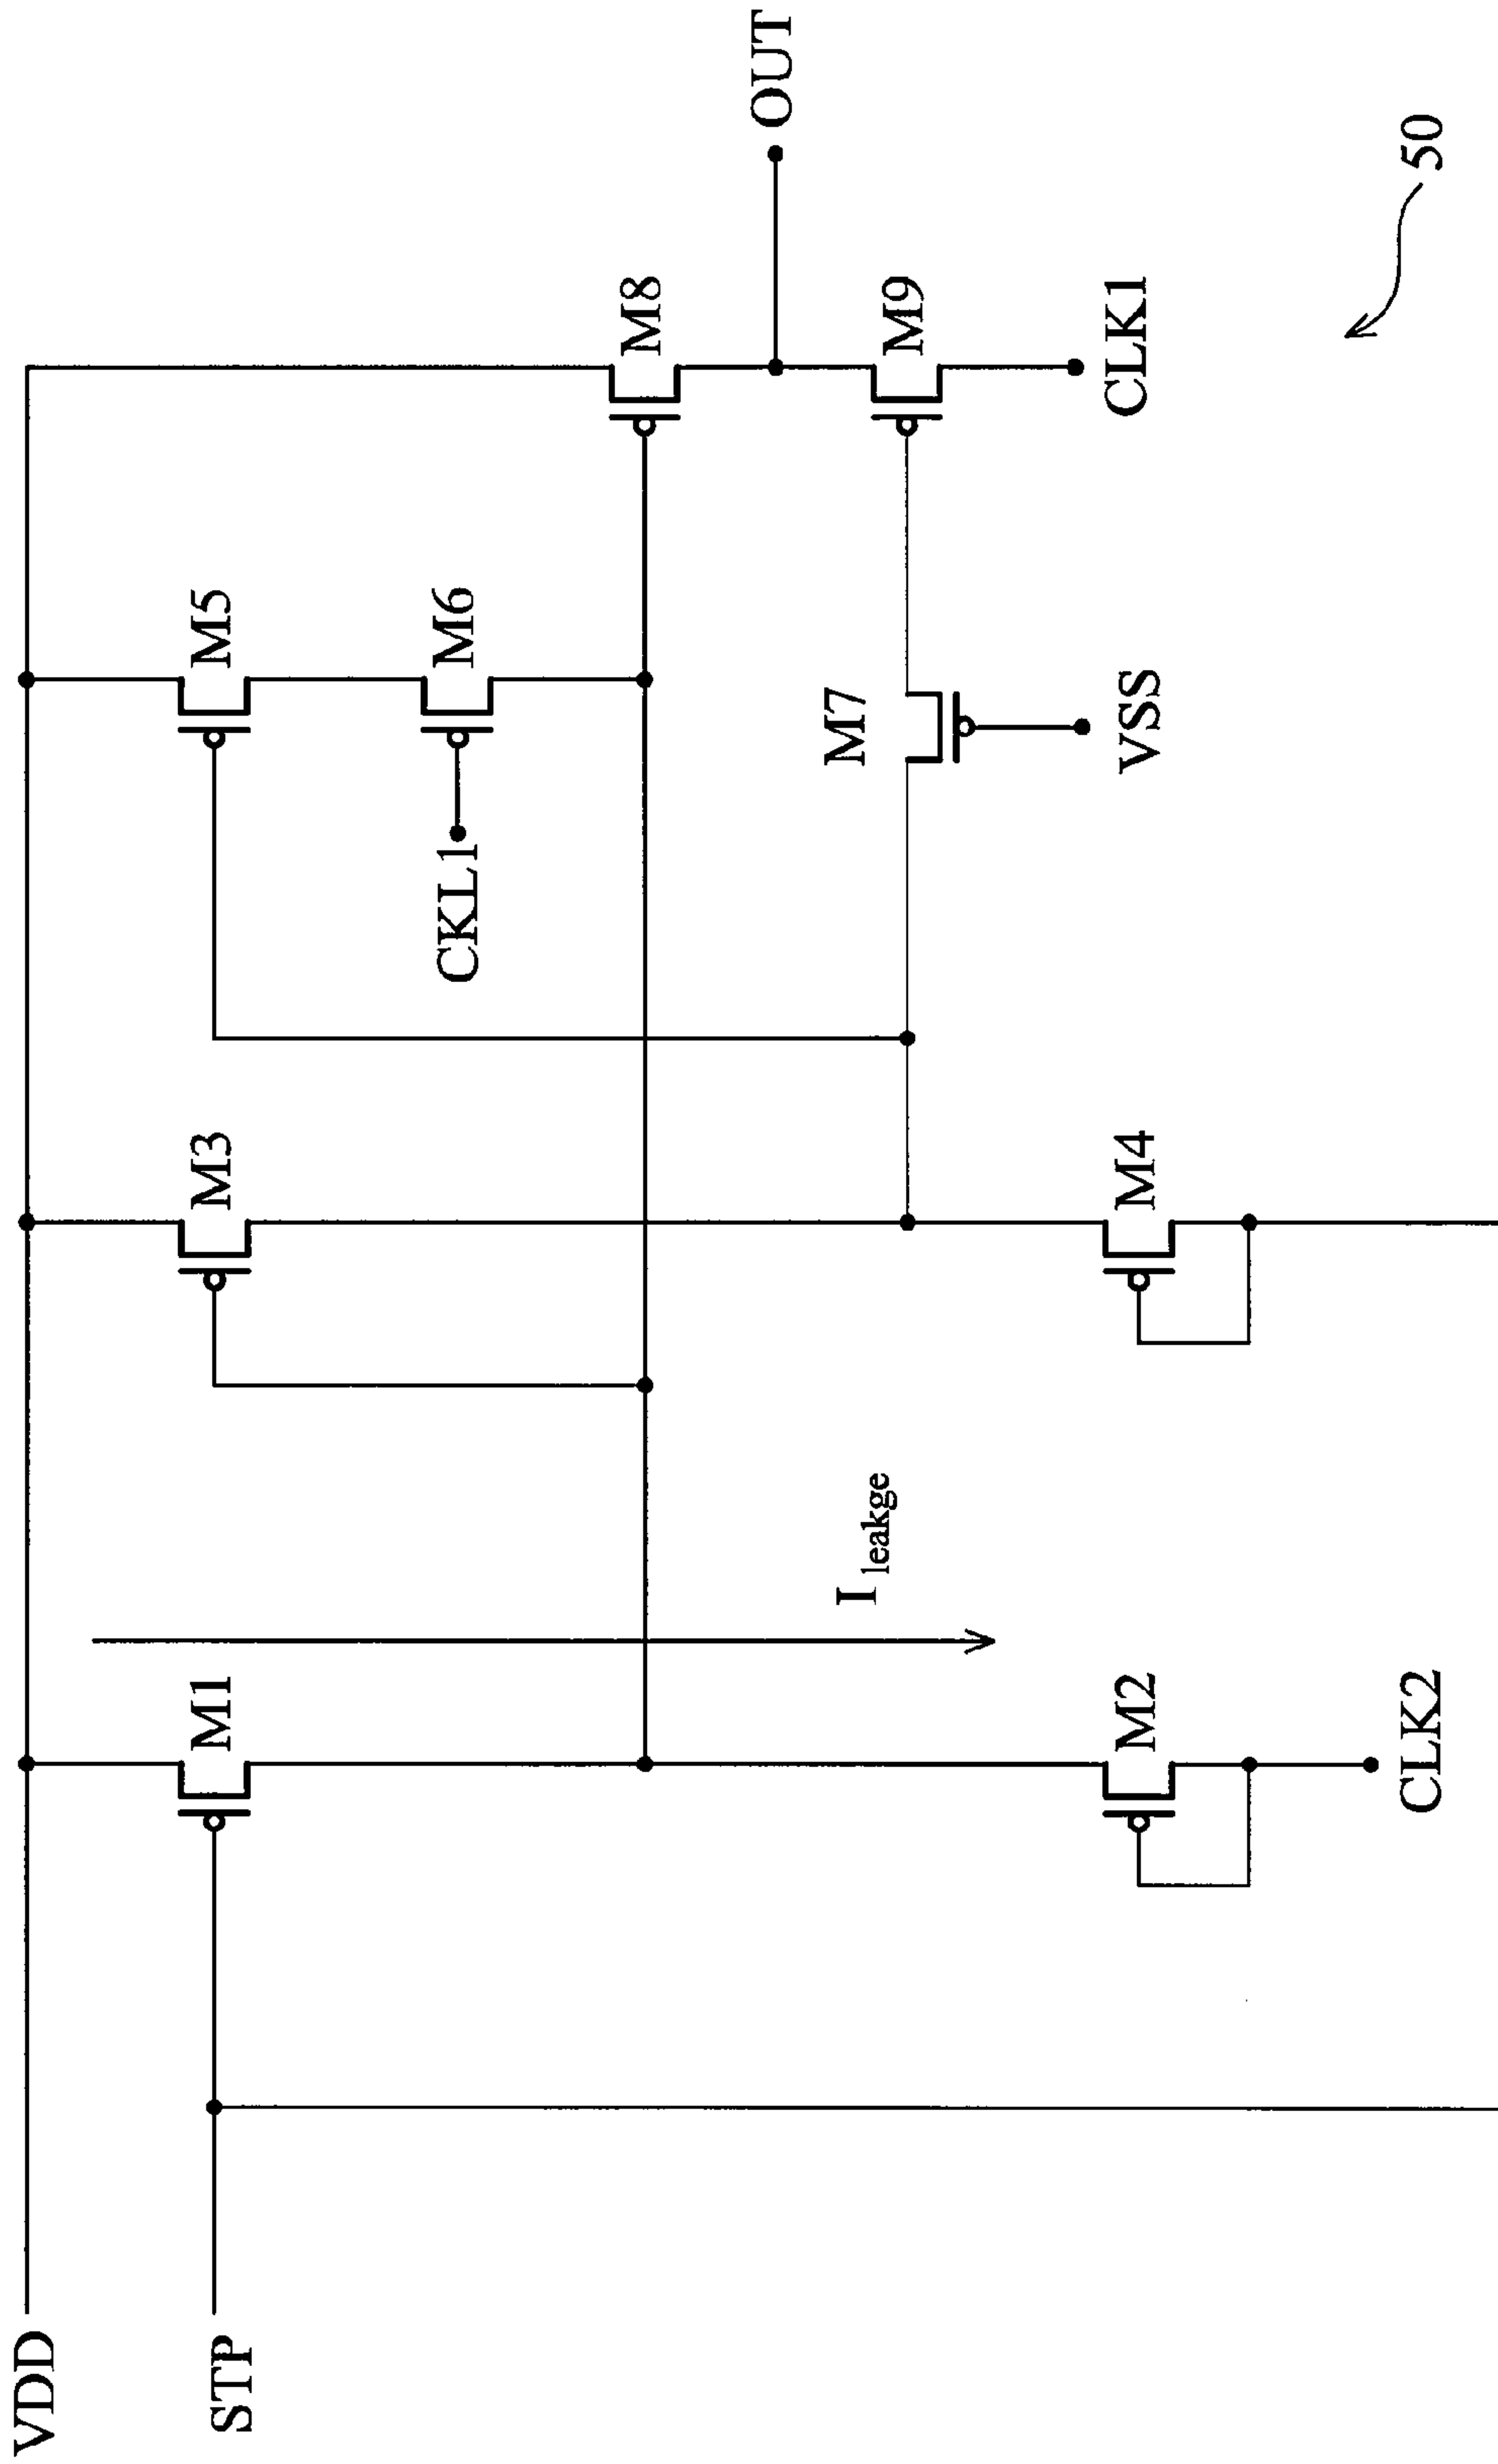 VDD
STP
M1
M3
M5
CKL1
M6
M8
OUT
I leakge
M7
M9
M2
M4
VSS
CLK1
CLK2
50